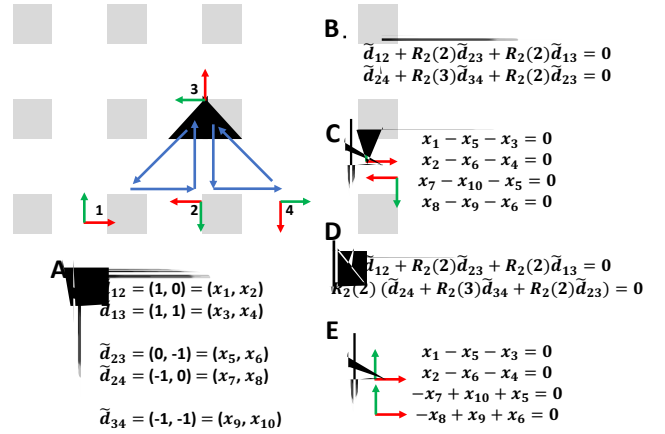 B.
d̃₁₂ + R₂(2)d̃₂₃ + R₂(2)d̃₁₃ = 0
d̃₂₄ + R₂(3)d̃₃₄ + R₂(2)d̃₂₃ = 0
3
C
x₁ − x₅ − x₃ = 0
x₂ − x₆ − x₄ = 0
x₇ − x₁₀ − x₅ = 0
x₈ − x₉ − x₆ = 0
1
2
4
A
₁₂ = (1, 0) = (x₁, x₂)
d̃₁₃ = (1, 1) = (x₃, x₄)
d̃₂₃ = (0, -1) = (x₅, x₆)
d̃₂₄ = (-1, 0) = (x₇, x₈)
d̃₃₄ = (-1, -1) = (x₉, x₁₀)
D
d̃₁₂ + R₂(2)d̃₂₃ + R₂(2)d̃₁₃ = 0
R₂(2) (d̃₂₄ + R₂(3)d̃₃₄ + R₂(2)d̃₂₃) = 0
E
x₁ − x₅ − x₃ = 0
x₂ − x₆ − x₄ = 0
−x₇ + x₁₀ + x₅ = 0
−x₈ + x₉ + x₆ = 0